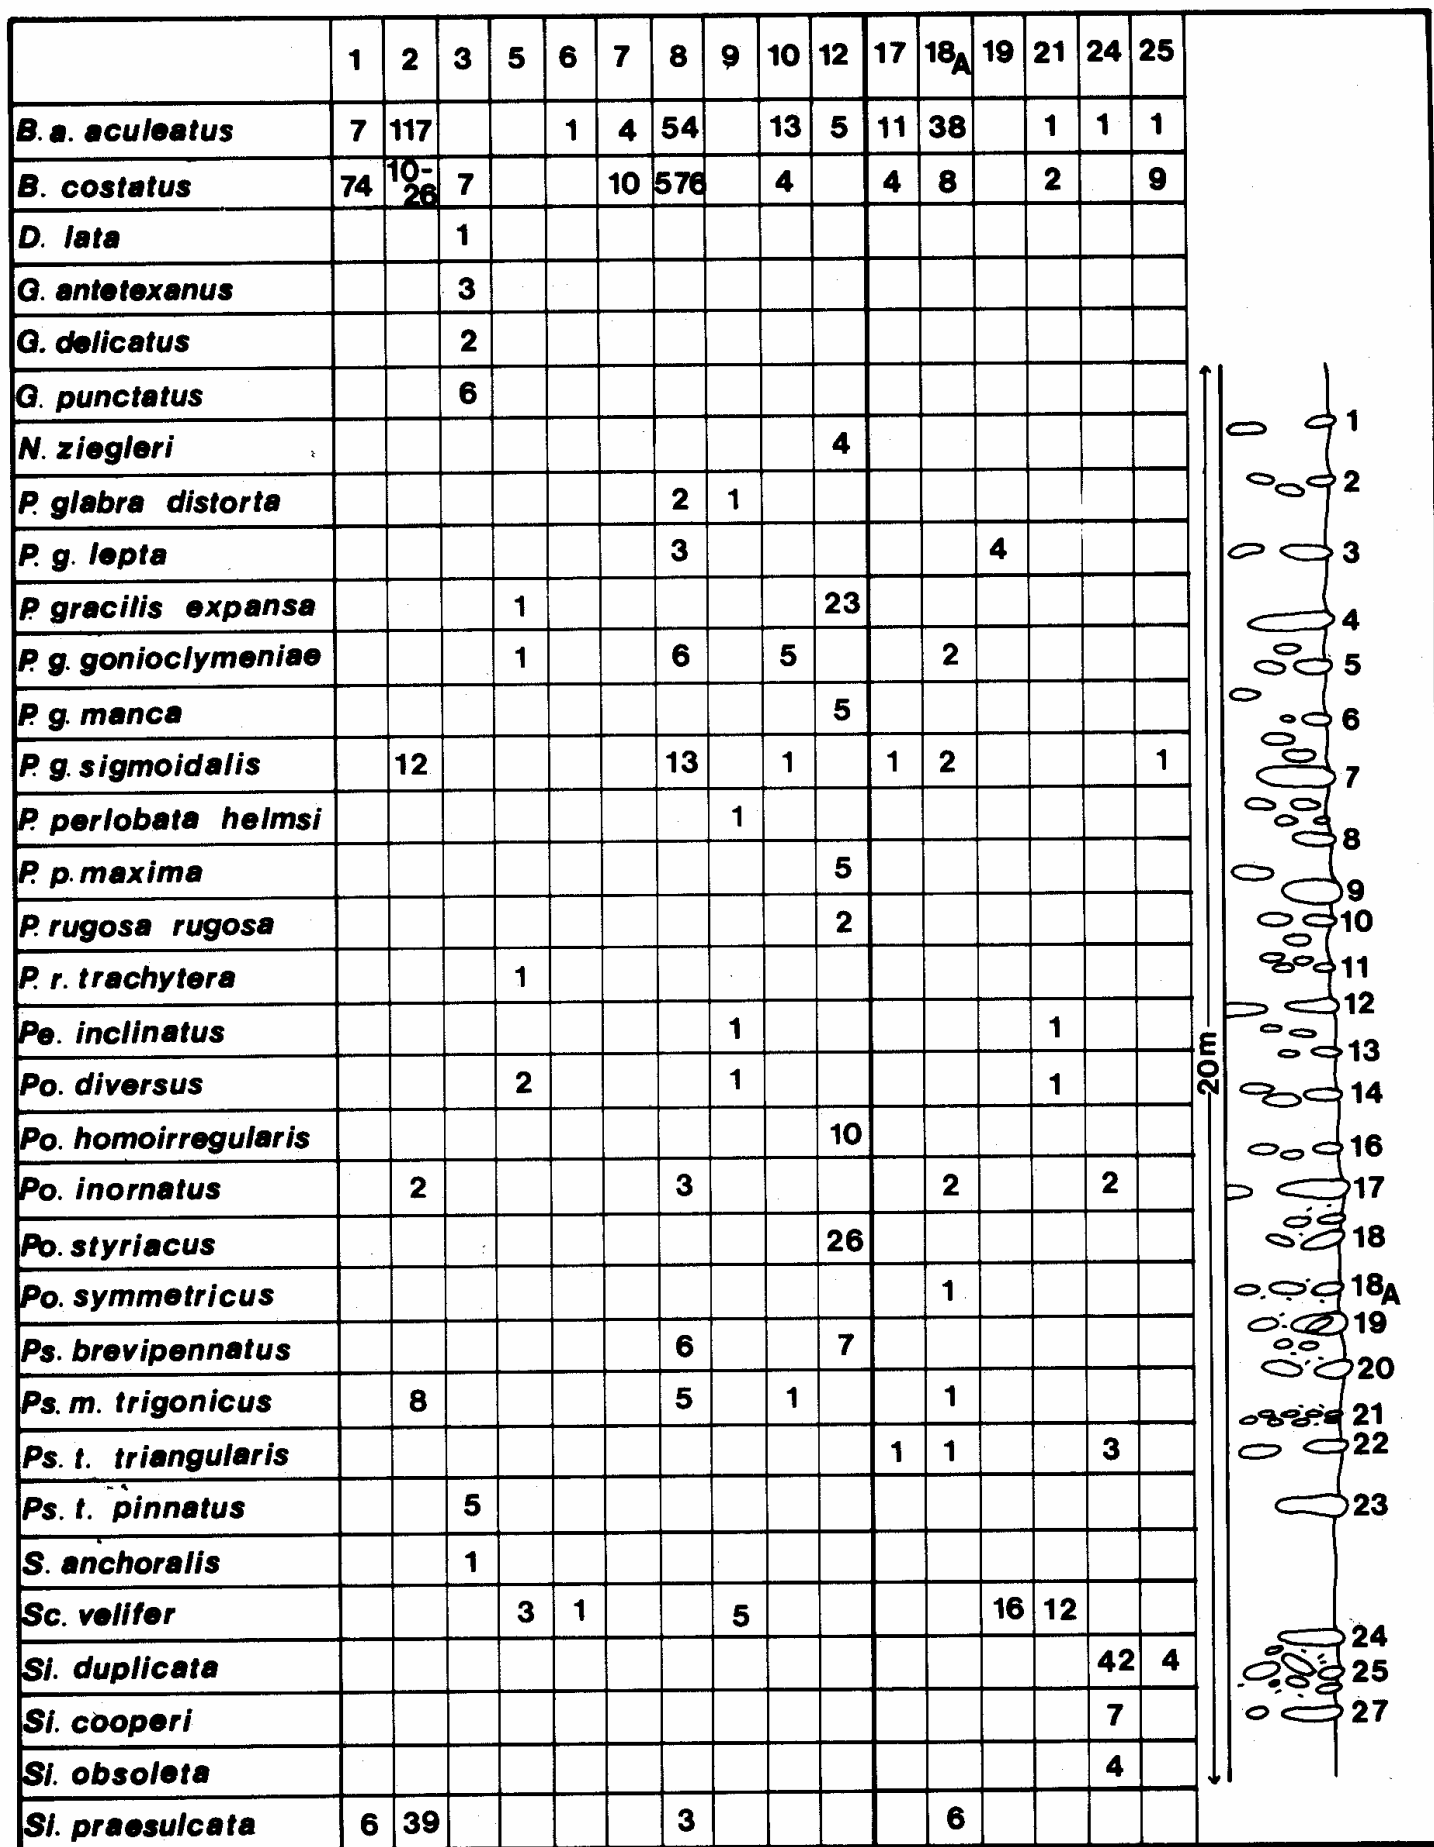 1 2 3 5 6 7 8 9 10 12 17 18A 19 21 24 25
B. a. aculeatus 7 117 1 4 54 13 5 11 38 1 1 1
B. costatus 74 10-26 7 10 576 4 4 8 2 9
D. lata 1
G. antetexanus 3
G. delicatus 2
G. punctatus 6
N. ziegleri 4
P. glabra distorta 2 1
P. g. lepta 3 4
P. gracilis expansa 1 23
P. g. gonioclymeniae 1 6 5 2
P. g. manca 5
P. g. sigmoidalis 12 13 1 1 2 1
P. perlobata helmsi 1
P. p. maxima 5
P. rugosa rugosa 2
P. r. trachytera 1
Pe. inclinatus 1 1
Po. diversus 2 1 1
Po. homoirregularis 10
Po. inornatus 2 3 2 2
Po. styriacus 26
Po. symmetricus 1
Ps. brevipennatus 6 7
Ps. m. trigonicus 8 5 1 1
Ps. t. triangularis 1 1 3
Ps. t. pinnatus 5
S. anchoralis 1
Sc. velifer 3 1 5 16 12
Si. duplicata 42 4
Si. cooperi 7
Si. obsoleta 4
Si. praesulcata 6 39 3 6
20m
1
2
3
4
5
6
7
8
9
10
11
12
13
14
16
17
18
18A
19
20
21
22
23
24
25
27